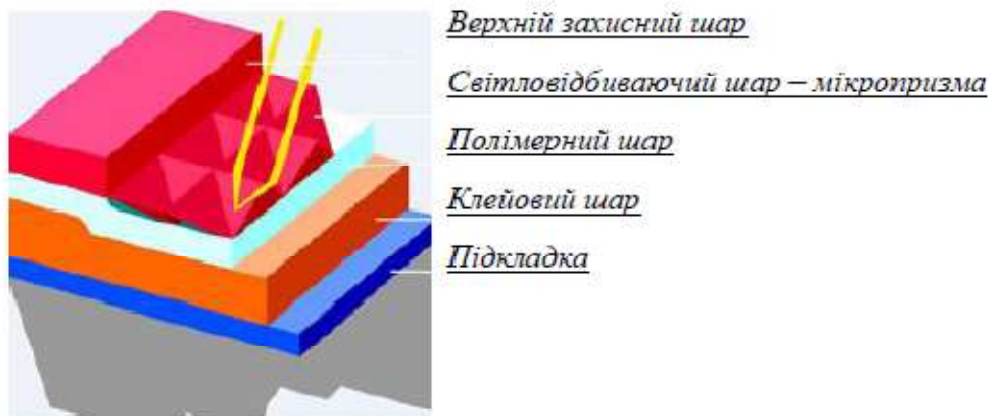 Верхній захисний шар
Світловідбиваючий шар – мікропризма
Полімерний шар
Клейовий шар
Підкладка